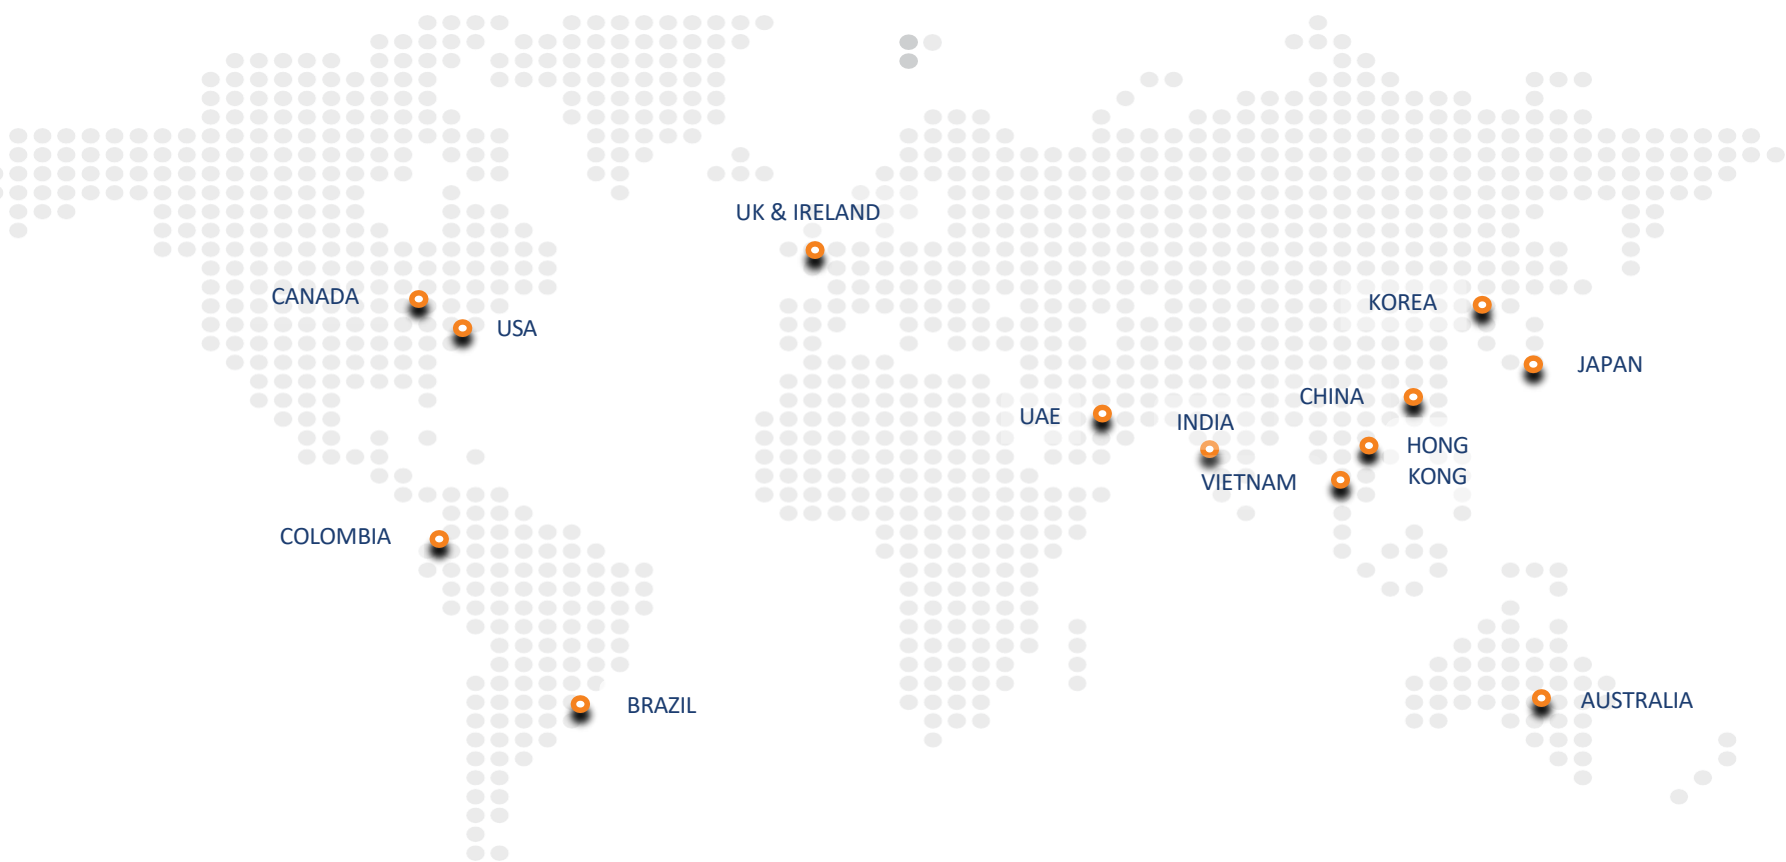 UK & IRELAND
CANADA
USA
KOREA
JAPAN
CHINA
UAE
INDIA
HONG
KONG
VIETNAM
COLOMBIA
BRAZIL
AUSTRALIA